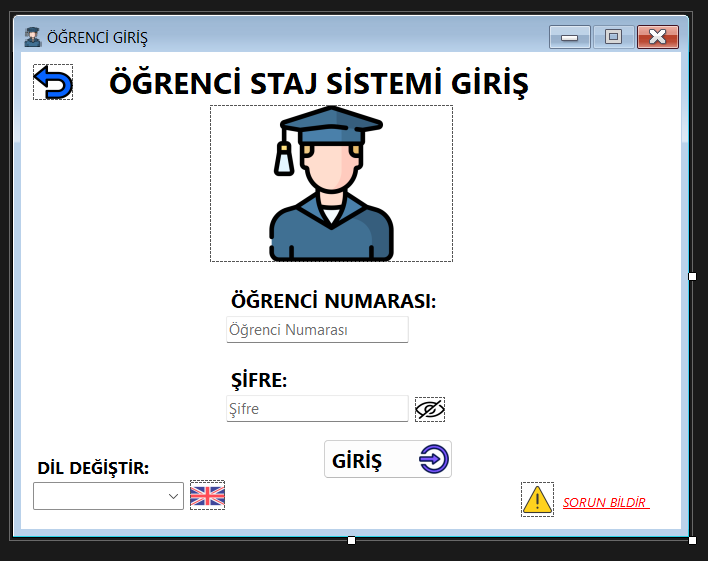 ÖĞRENCİ GİRİŞ
ÖĞRENCİ STAJ SİSTEMİ GİRİŞ
ÖĞRENCİ NUMARASI:
Öğrenci Numarası
ŞİFRE:
Şifre
GİRİŞ
DİL DEĞİŞTİR:
SORUN BİLDİR